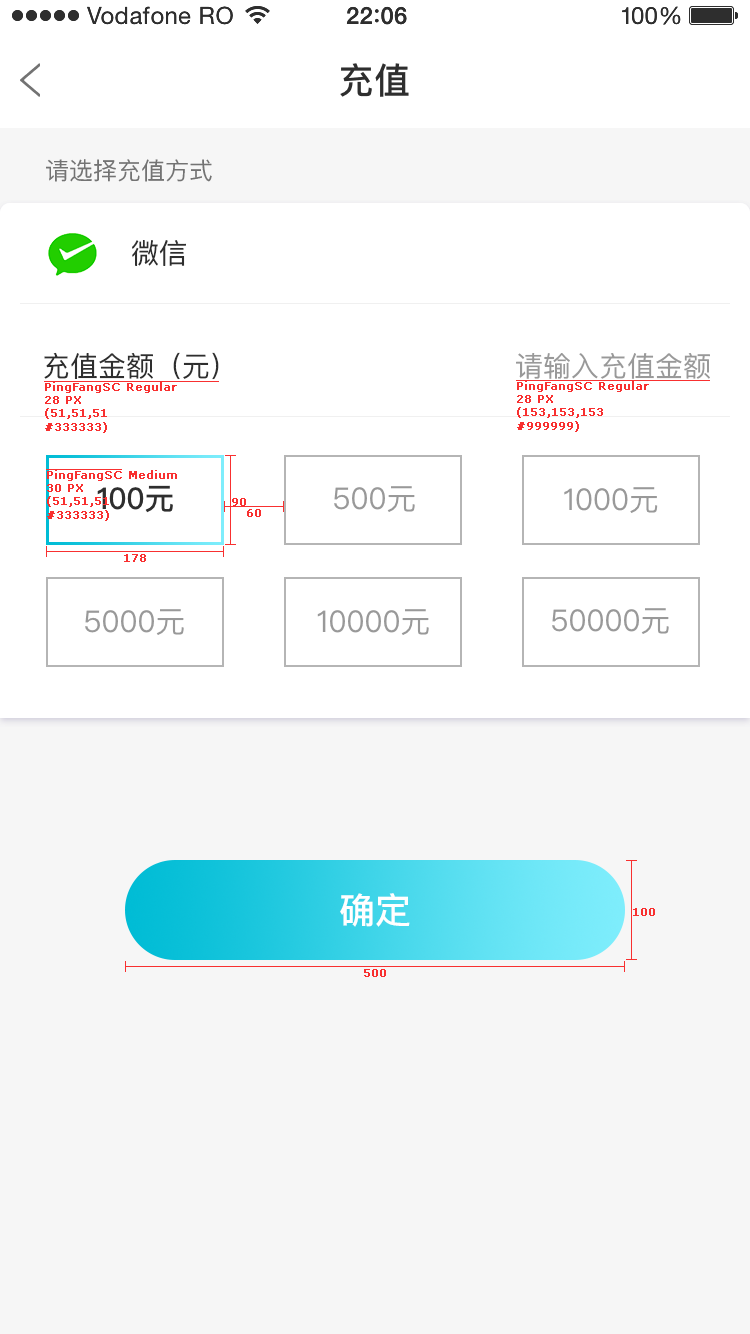 Vodafone RO 22:06 100%
充值
请选择充值方式
微信
充值金额（元） 请输入充值金额
PingFangSC Regular
28 PX
(51,51,51
#333333)
PingFangSC Regular
28 PX
(153,153,153
#999999)
PingFangSC Medium
30 PX
(51,51,51
#333333)
100元 500元 1000元
90
60
178
5000元 10000元 50000元
确定
100
500